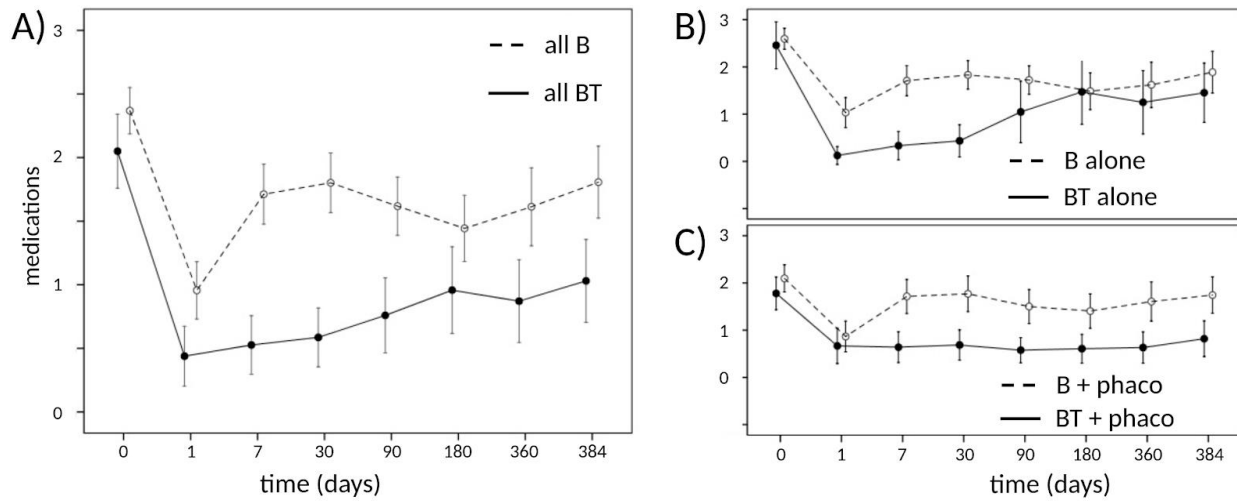 A)
3
2
1
0
medications
all B
all BT
0 1 7 30 90 180 360 384
time (days)
B)
3
2
1
0
B alone
BT alone
C)
3
2
1
0
B + phaco
BT + phaco
0 1 7 30 90 180 360 384
time (days)